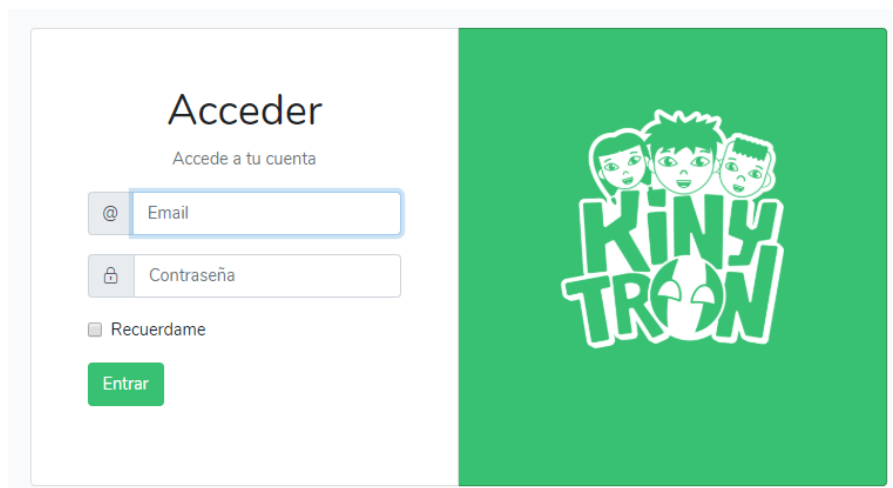 Acceder
Accede a tu cuenta
@ Email
Contraseña
Recuerdame
Entrar
KiNY
TRON